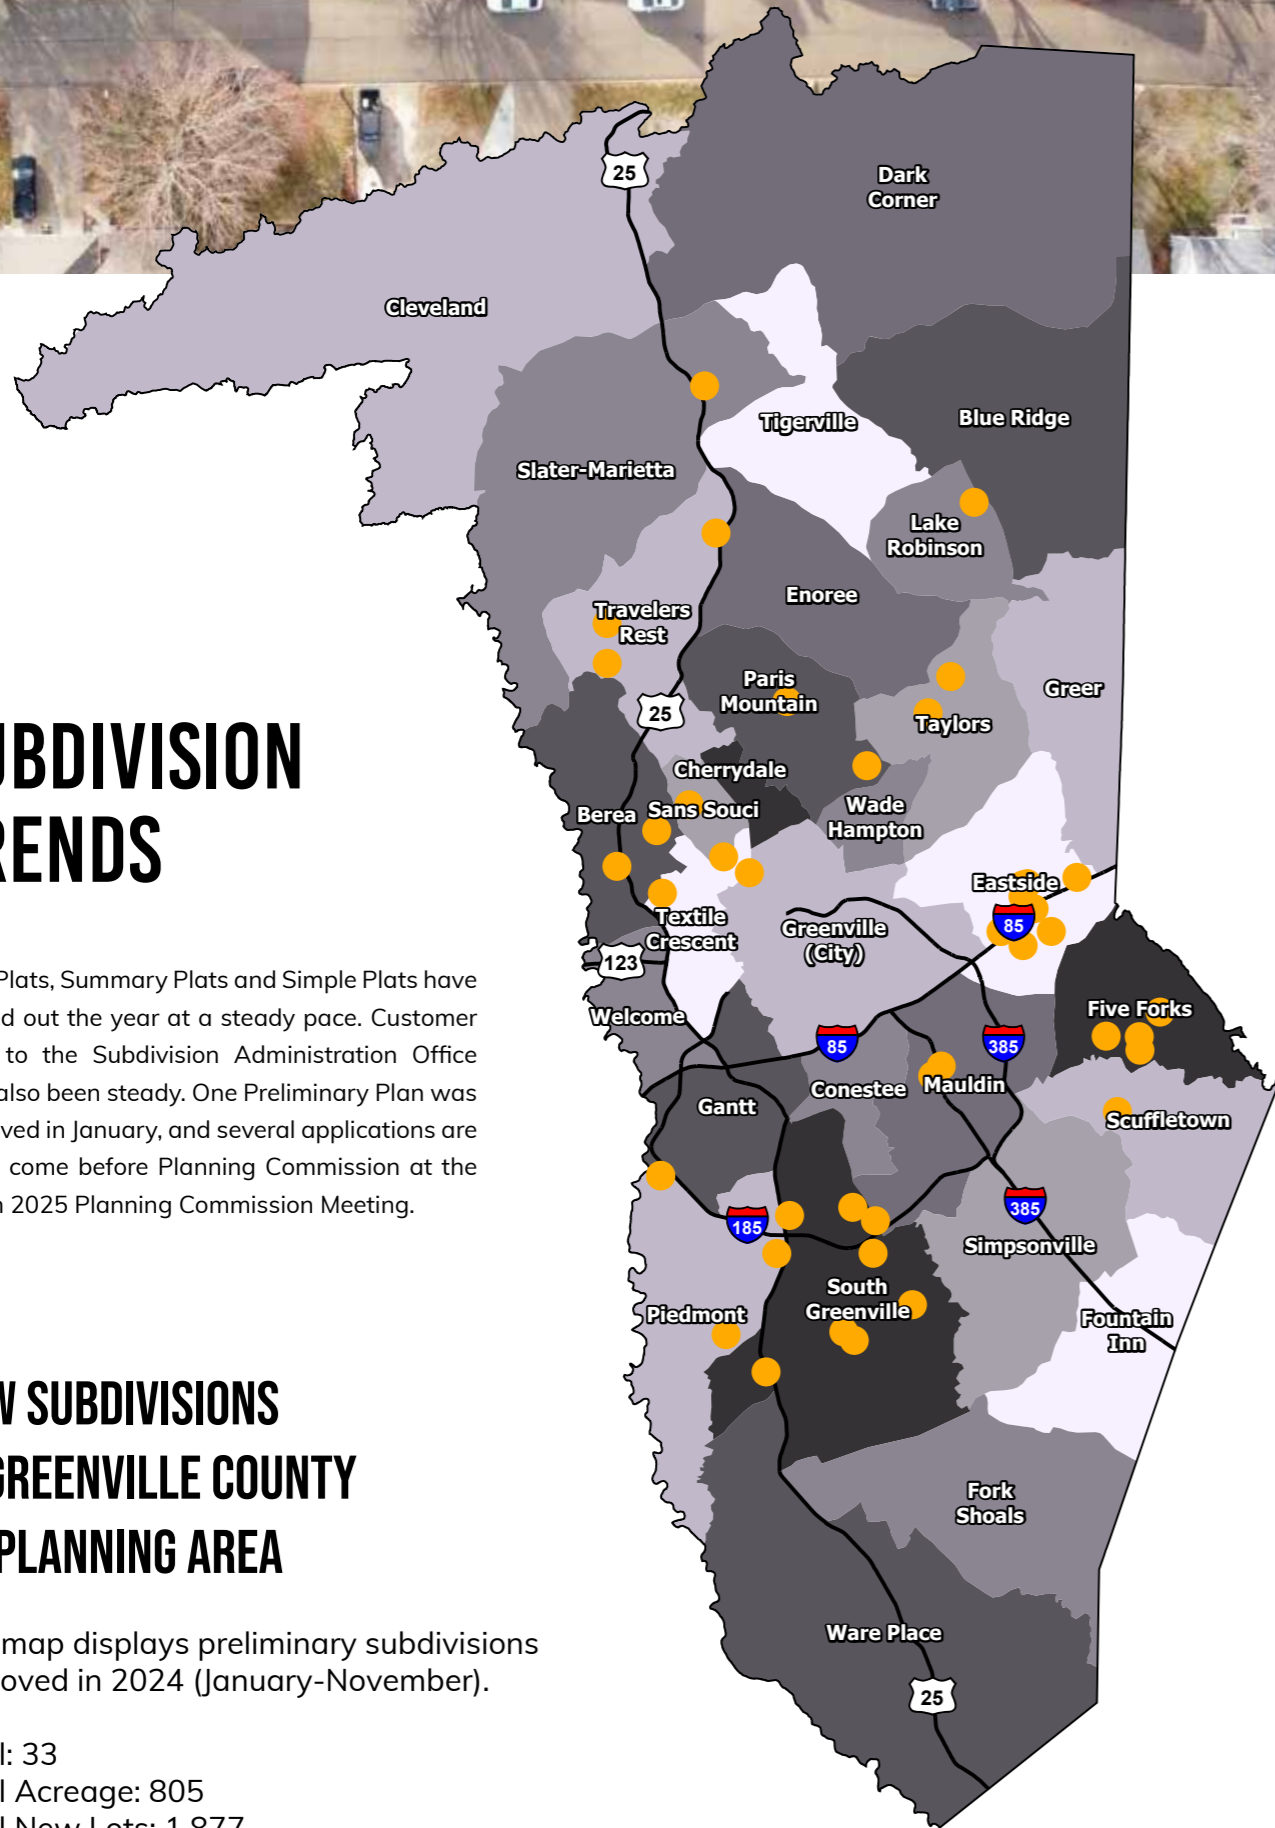 25
Dark
Corner
Cleveland
Tigerville
Blue Ridge
Slater-Marietta
Lake
Robinson
Enoree
Travelers
Rest
Paris
Mountain
Greer
25
Taylors
Cherrydale
Berea
Sans Souci
Wade
Hampton
Eastside
85
Textile
Crescent
Greenville
(City)
123
Welcome
Five Forks
85
385
Conestee
Mauldin
Gantt
Scuffletown
185
385
Simpsonville
South
Greenville
Piedmont
Fountain
Inn
Fork
Shoals
Ware Place
25
UBDIVISION
RENDS
Plats, Summary Plats and Simple Plats have
d out the year at a steady pace. Customer
to the Subdivision Administration Office
also been steady. One Preliminary Plan was
ved in January, and several applications are
come before Planning Commission at the
2025 Planning Commission Meeting.
W SUBDIVISIONS
GREENVILLE COUNTY
PLANNING AREA
map displays preliminary subdivisions
oved in 2024 (January-November).
l: 33
l Acreage: 805
l New Lots: 1,877